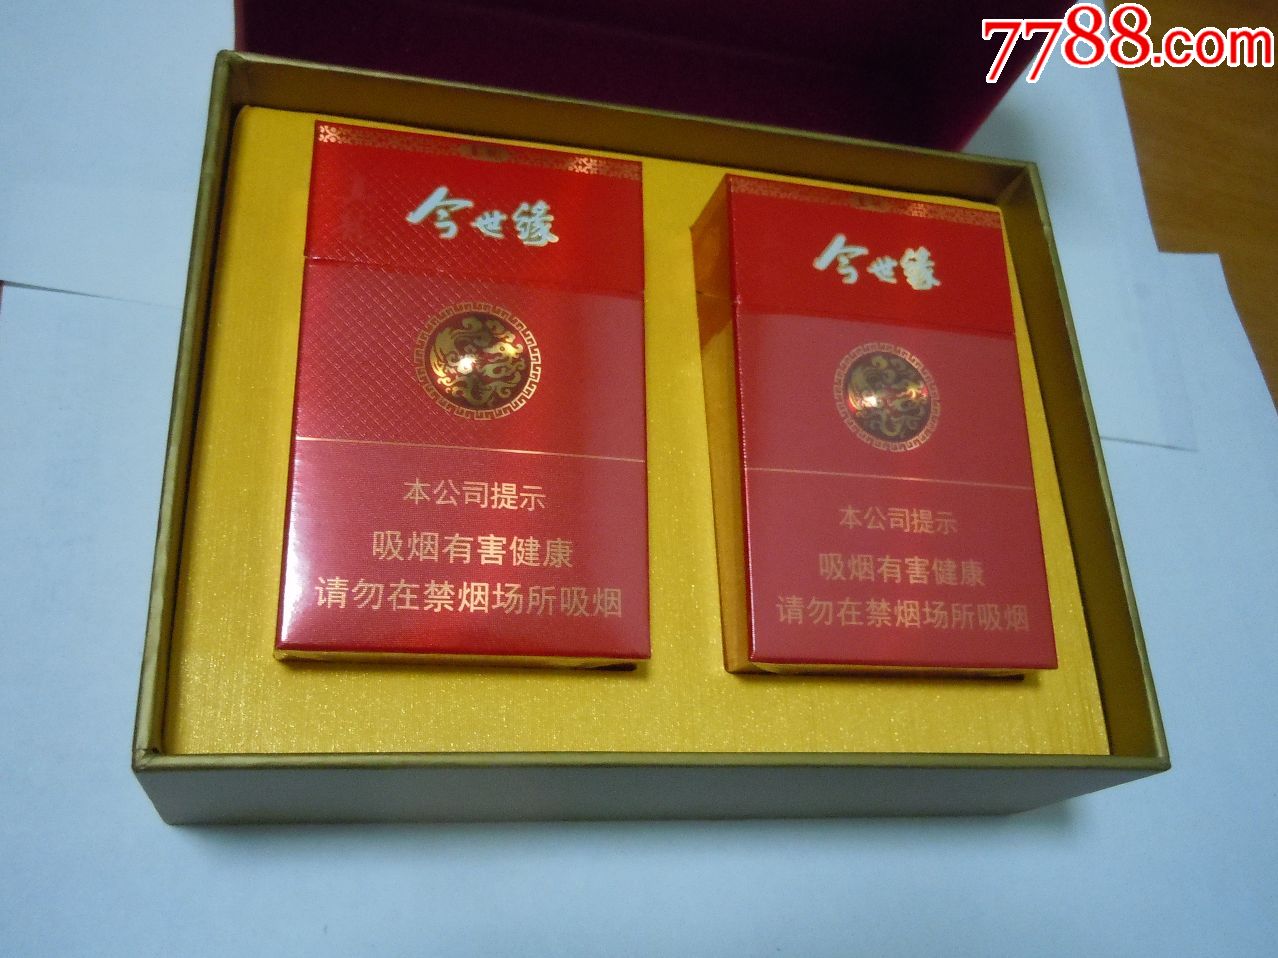 7788.com
今世缘
本公司提示
吸烟有害健康
请勿在禁烟场所吸烟
今世缘
本公司提示
吸烟有害健康
请勿在禁烟场所吸烟